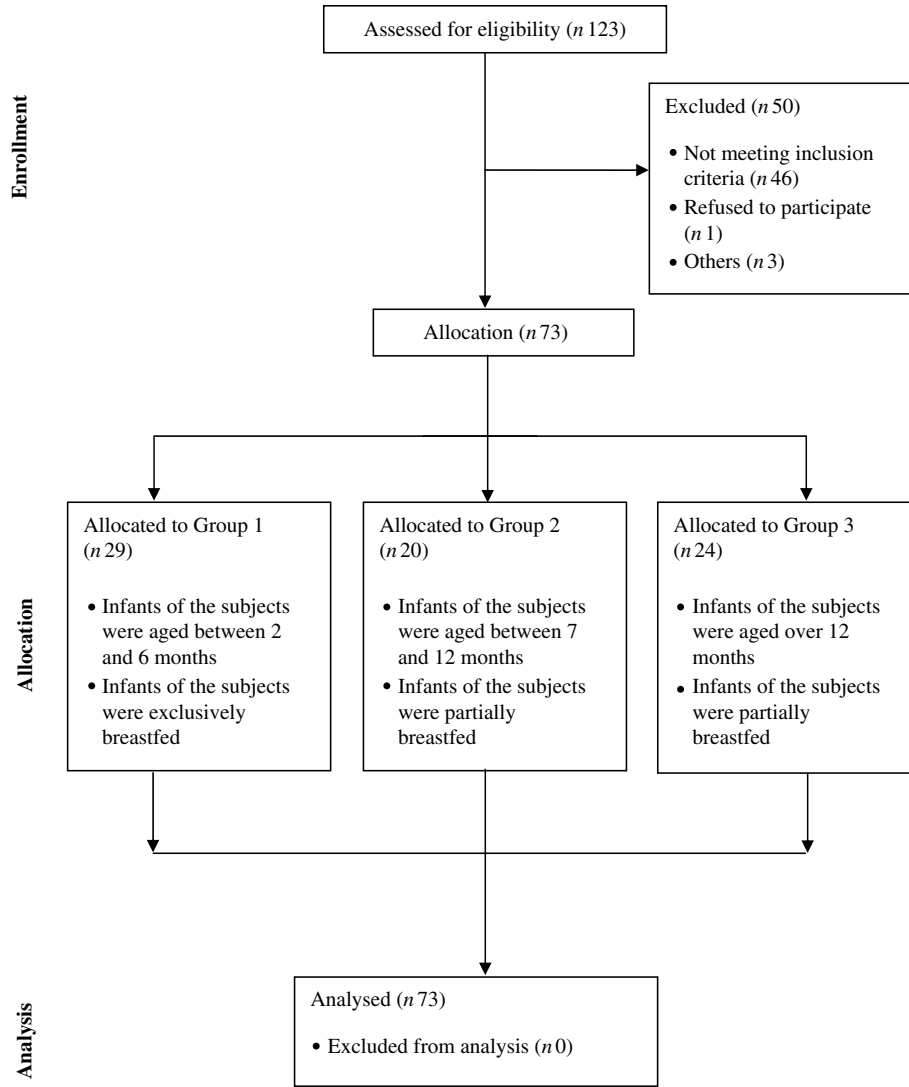 Assessed for eligibility (n 123)
Enrollment
Excluded (n 50)
• Not meeting inclusion
criteria (n 46)
• Refused to participate
(n 1)
• Others (n 3)
Allocation (n 73)
Allocation
Allocated to Group 1
(n 29)
• Infants of the subjects
were aged between 2
and 6 months
• Infants of the subjects
were exclusively
breastfed
Allocated to Group 2
(n 20)
• Infants of the subjects
were aged between 7
and 12 months
• Infants of the subjects
were partially
breastfed
Allocated to Group 3
(n 24)
• Infants of the subjects
were aged over 12
months
• Infants of the subjects
were partially
breastfed
Analysis
Analysed (n 73)
• Excluded from analysis (n 0)